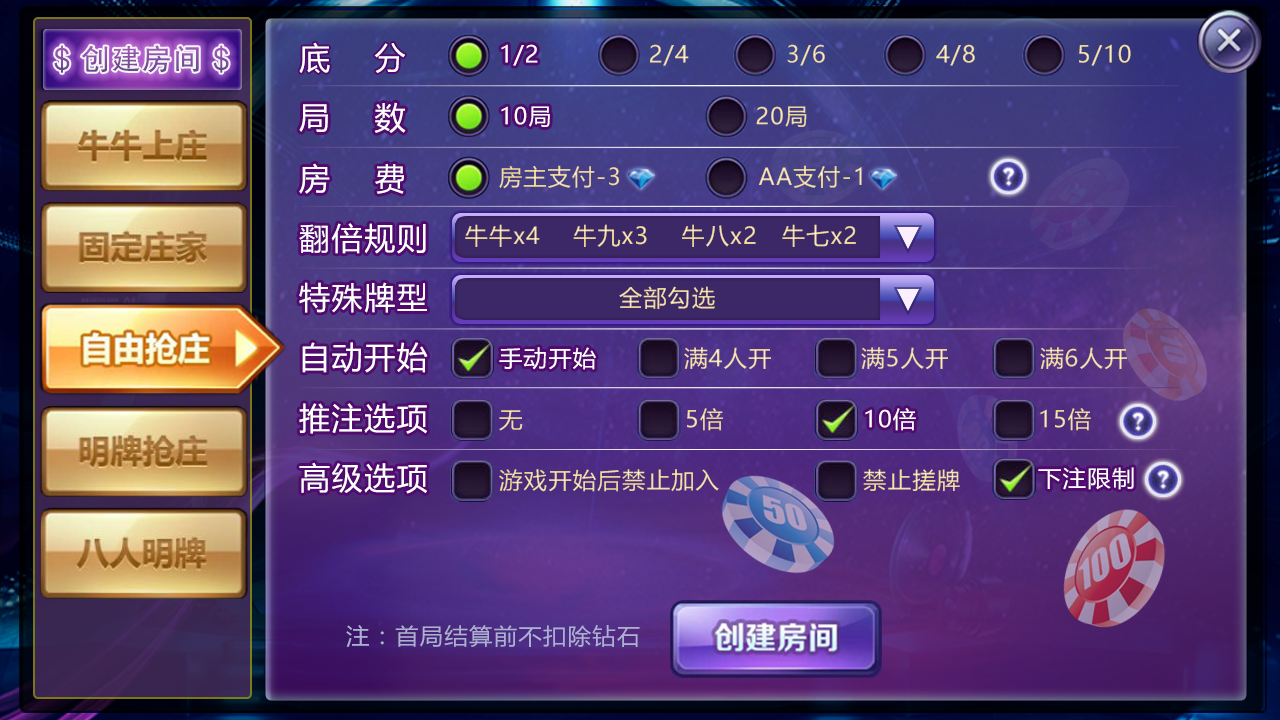 $ 创建房间 $
牛牛上庄
固定庄家
自由抢庄
明牌抢庄
八人明牌
底 分 1/2 2/4 3/6 4/8 5/10
局 数 10局 20局
房 费 房主支付-3 AA支付-1 ?
翻倍规则 牛牛x4 牛九x3 牛八x2 牛七x2
特殊牌型 全部勾选
自动开始 手动开始 满4人开 满5人开 满6人开
推注选项 无 5倍 10倍 15倍 ?
高级选项 游戏开始后禁止加入 禁止搓牌 下注限制 ?
50
100
注：首局结算前不扣除钻石
创建房间